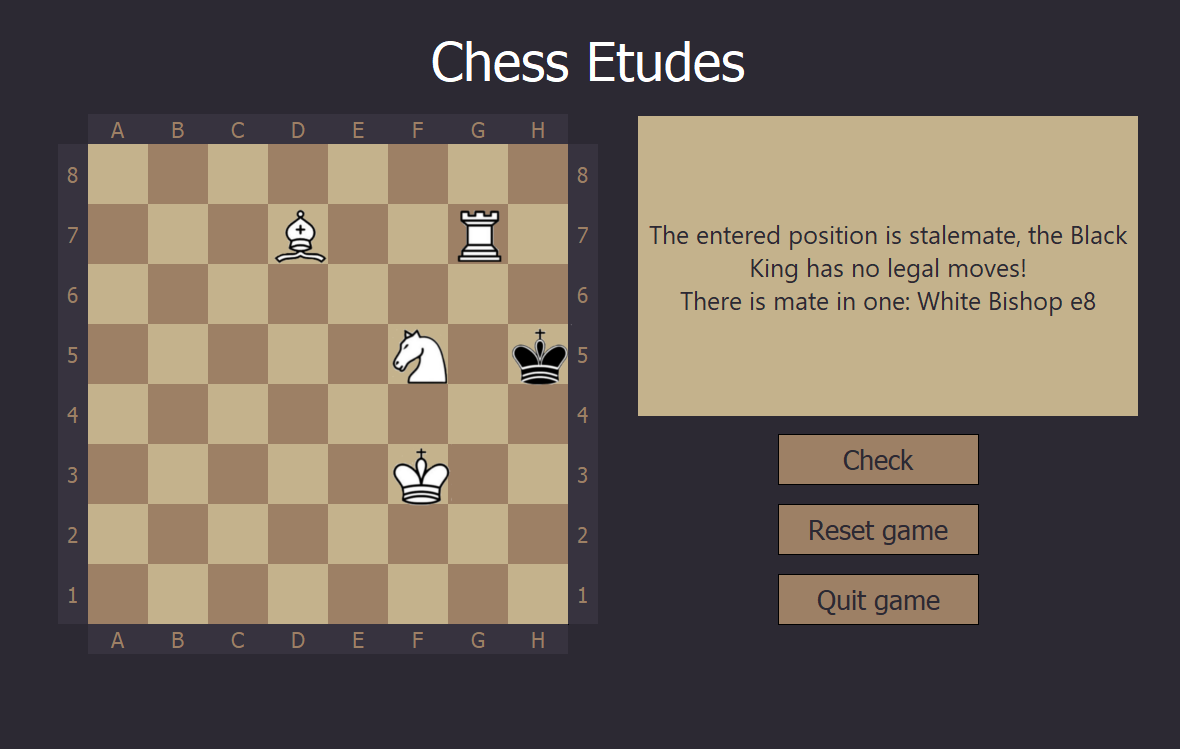 Chess Etudes
A B C D E F G H
8 8
7 7
6 6
5 5
4 4
3 3
2 2
1 1
A B C D E F G H
The entered position is stalemate, the Black
King has no legal moves!
There is mate in one: White Bishop e8
Check
Reset game
Quit game